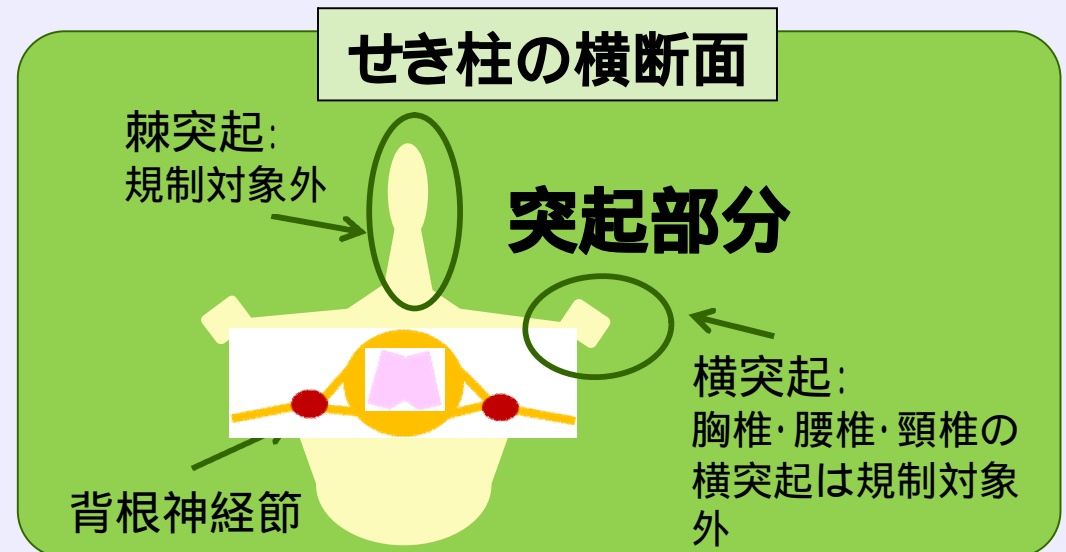 せき柱の横断面
棘突起:
規制対象外
突起部分
横突起:
胸椎・腰椎・頸椎の
横突起は規制対象
外
背根神経節